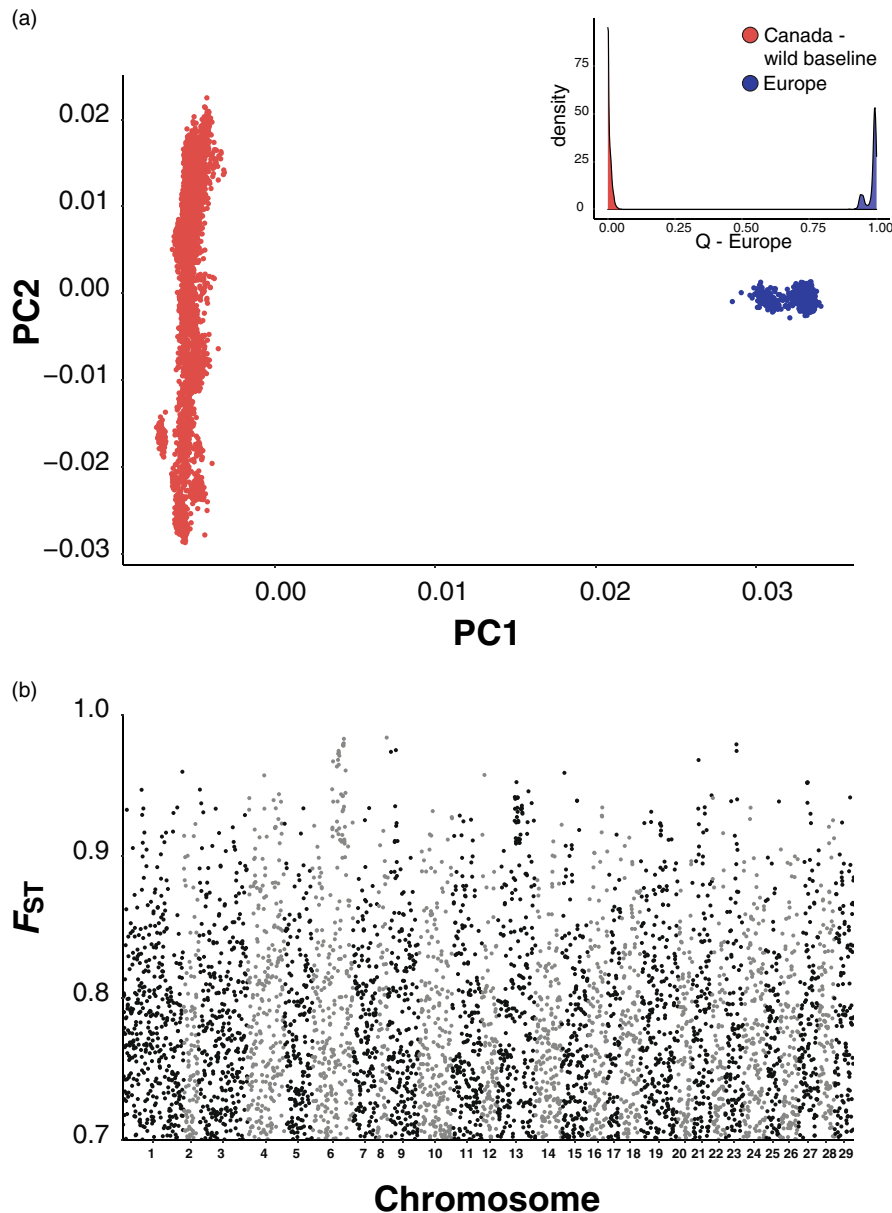 (a)
PC2
0.02
0.01
0.00
−0.01
−0.02
−0.03
0.00 0.01 0.02 0.03
PC1
density
75
50
25
0
0.00 0.25 0.50 0.75 1.00
Q - Europe
Canada -
wild baseline
Europe
(b)
FST
1.0
0.9
0.8
0.7
1 2 3 4 5 6 7 8 9 10 11 12 13 14 15 16 17 18 19 20 21 22 23 24 25 26 27 28 29
Chromosome